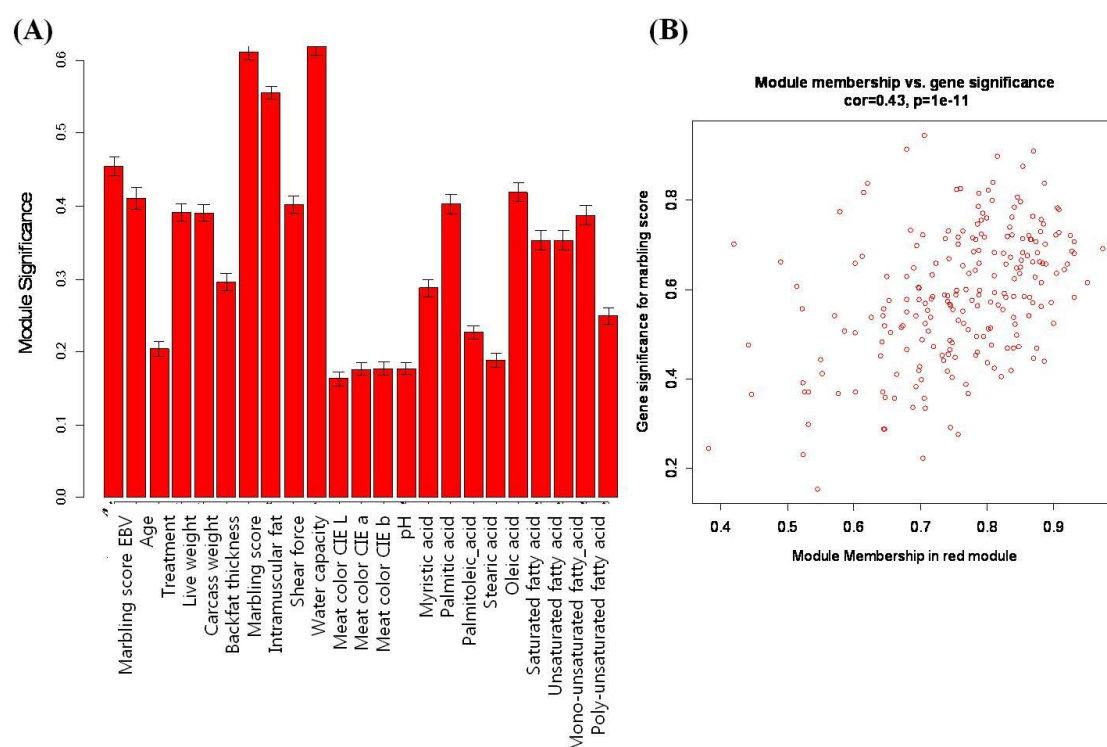 (A)
Module Significance
0.0
0.1
0.2
0.3
0.4
0.5
0.6
Marbling score EBV
Age
Treatment
Live weight
Carcass weight
Backfat thickness
Marbling score
Intramuscular fat
Shear force
Water capacity
Meat color CIE L
Meat color CIE a
Meat color CIE b
pH
Myristic acid
Palmitic acid
Palmitoleic_acid
Stearic acid
Oleic acid
Saturated fatty acid
Unsaturated fatty acid
Mono-unsaturated fatty_acid
Poly-unsaturated fatty acid
(B)
Module membership vs. gene significance
cor=0.43, p=1e-11
Gene significance for marbling score
0.2
0.4
0.6
0.8
0.4
0.5
0.6
0.7
0.8
0.9
Module Membership in red module